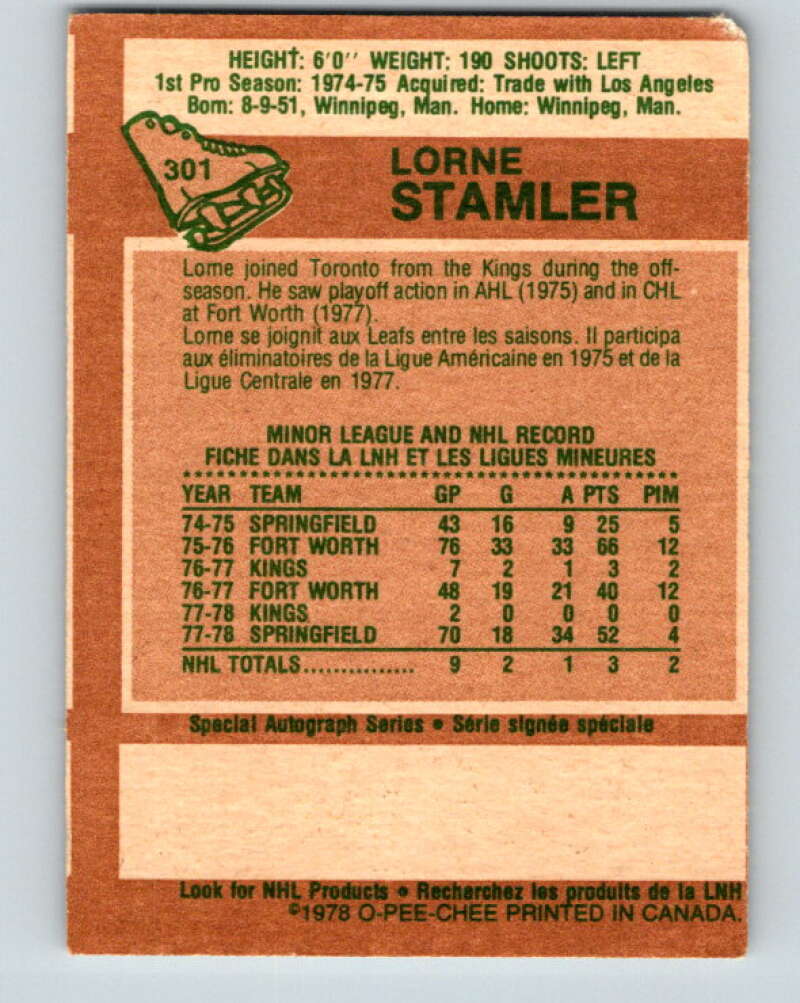 HEIGHT: 6'0'' WEIGHT: 190 SHOOTS: LEFT
1st Pro Season: 1974-75 Acquired: Trade with Los Angeles
Born: 8-9-51, Winnipeg, Man. Home: Winnipeg, Man.
301
LORNE
STAMLER
Lorne joined Toronto from the Kings during the off-
season. He saw playoff action in AHL (1975) and in CHL
at Fort Worth (1977).
Lorne se joignit aux Leafs entre les saisons. Il participa
aux éliminatoires de la Ligue Américaine en 1975 et de la
Ligue Centrale en 1977.
MINOR LEAGUE AND NHL RECORD
FICHE DANS LA LNH ET LES LIGUES MINEURES
YEAR TEAM GP G A PTS PIM
74-75 SPRINGFIELD 43 16 9 25 5
75-76 FORT WORTH 76 33 33 66 12
76-77 KINGS 7 2 1 3 2
76-77 FORT WORTH 48 19 21 40 12
77-78 KINGS 2 0 0 0 0
77-78 SPRINGFIELD 70 18 34 52 4
NHL TOTALS............... 9 2 1 3 2
Special Autograph Series • Série signée spéciale
Look for NHL Products • Recherchez les produits de la LNH
©1978 O-PEE-CHEE PRINTED IN CANADA.